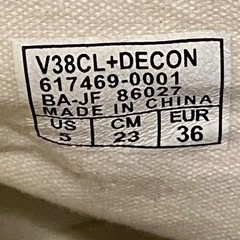 V38CL+DECON
617469-0001
BA-JF 86027
MADE IN CHINA
US CM EUR
5 23 36